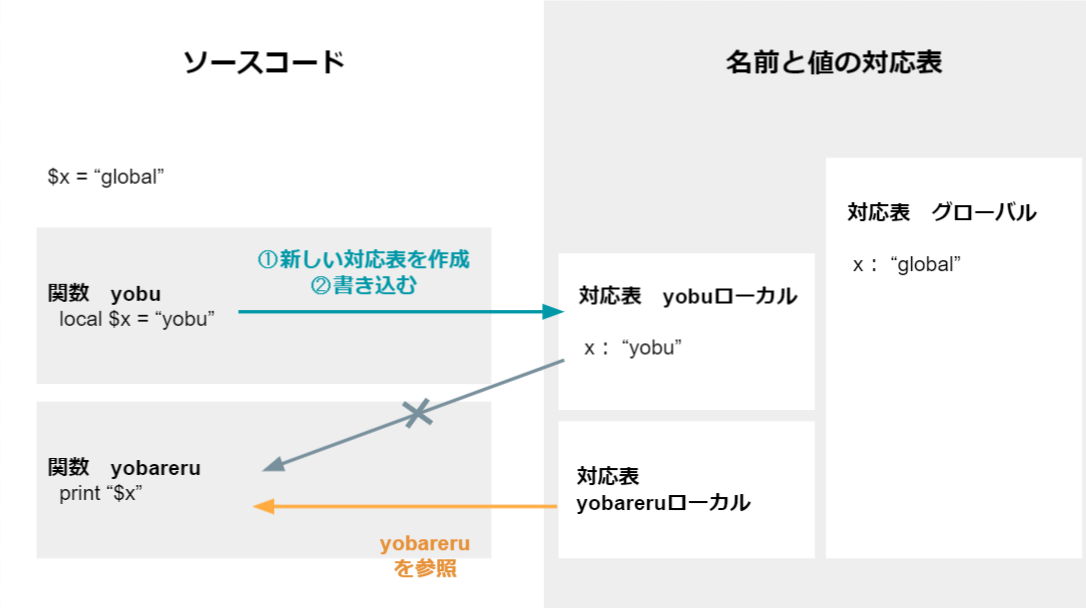 ソースコード
名前と値の対応表
$x = “global”
①新しい対応表を作成
②書き込む
関数　yobu
local $x = “yobu”
関数　yobareru
print “$x”
yobareru
を参照
対応表　yobuローカル
x： “yobu”
対応表
yobareruローカル
対応表　グローバル
x： “global”